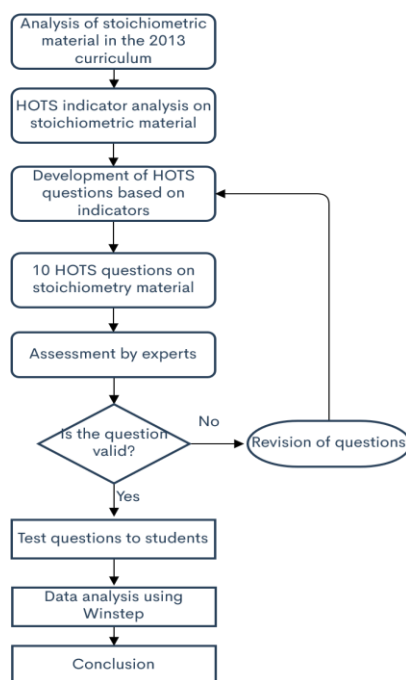 Analysis of stoichiometric
material in the 2013
curriculum
HOTS indicator analysis on
stoichiometric material
Development of HOTS
questions based on
indicators
10 HOTS questions on
stoichiometry material
Assessment by experts
Is the question
valid?
No
Revision of questions
Yes
Test questions to students
Data analysis using
Winstep
Conclusion